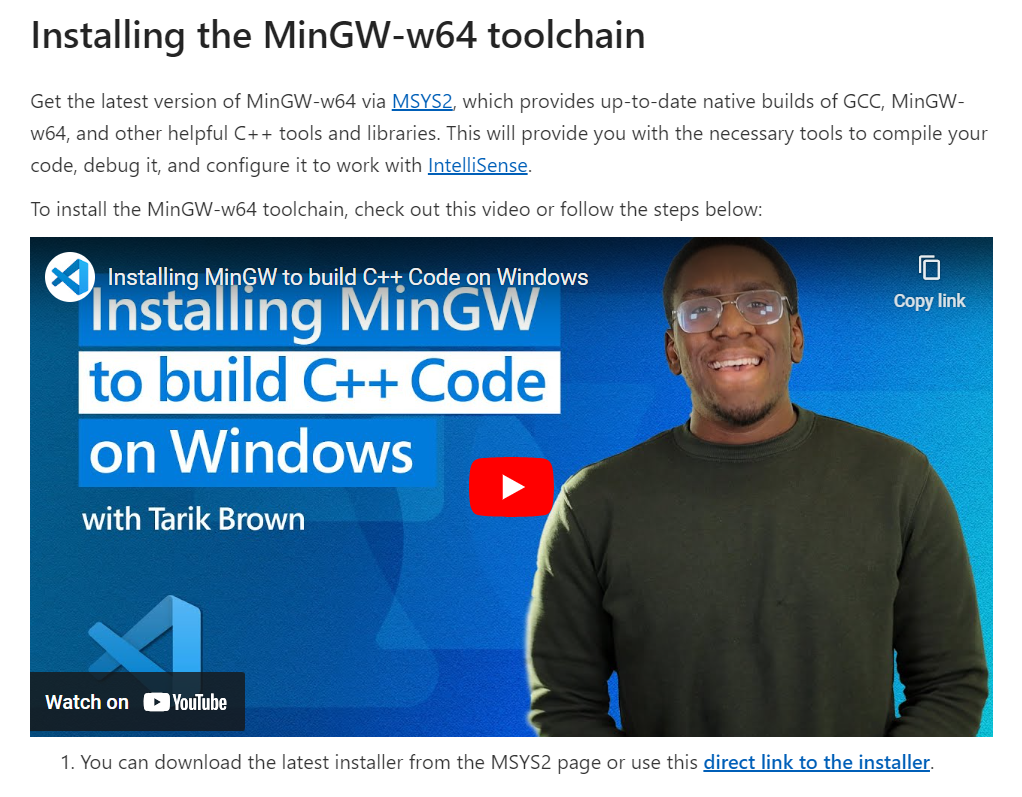 Installing the MinGW-w64 toolchain
Get the latest version of MinGW-w64 via MSYS2, which provides up-to-date native builds of GCC, MinGW-
w64, and other helpful C++ tools and libraries. This will provide you with the necessary tools to compile your
code, debug it, and configure it to work with IntelliSense.
To install the MinGW-w64 toolchain, check out this video or follow the steps below:
Installing MinGW to build C++ Code on Windows
Copy link
Installing MinGW
to build C++ Code
on Windows
with Tarik Brown
Watch on YouTube
1. You can download the latest installer from the MSYS2 page or use this direct link to the installer.